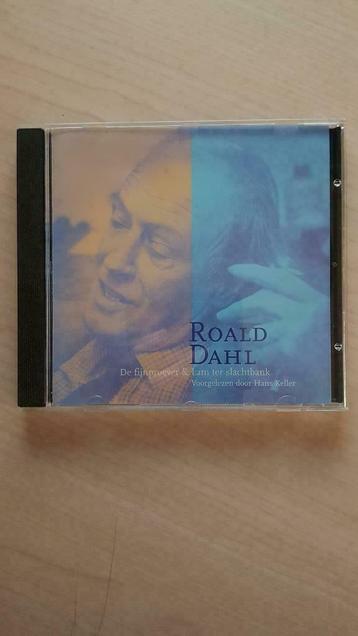 ROALD
DAHL
De fijnproever & Lam ter slachtbank
Voorgelezen door Hans Keller